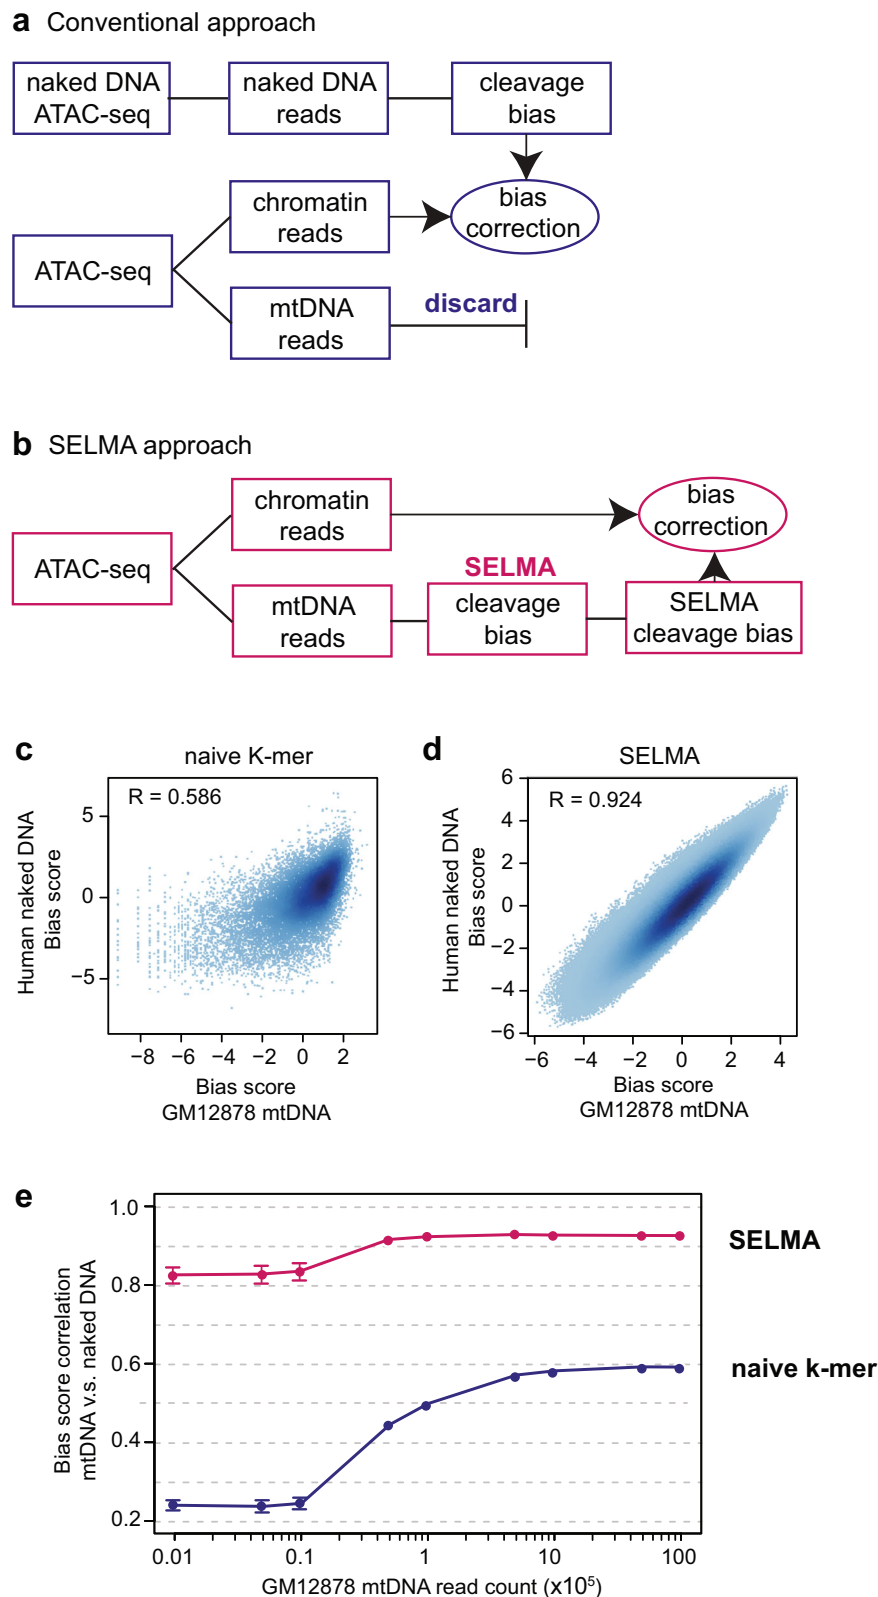 a Conventional approach
naked DNA
ATAC-seq
naked DNA
reads
cleavage
bias
chromatin
reads
bias
correction
ATAC-seq
mtDNA
reads
discard
b SELMA approach
chromatin
reads
bias
correction
ATAC-seq
SELMA
mtDNA
reads
cleavage
bias
SELMA
cleavage bias
c
naive K-mer
R = 0.586
Human naked DNA
Bias score
5
0
−5
−8 −6 −4 −2 0 2
Bias score
GM12878 mtDNA
d
SELMA
R = 0.924
Human naked DNA
Bias score
6
4
2
0
−2
−4
−6
−6 −4 −2 0 2 4
Bias score
GM12878 mtDNA
e
Bias score correlation
mtDNA v.s. naked DNA
1.0
0.8
0.6
0.4
0.2
SELMA
naive k-mer
0.01 0.1 1 10 100
GM12878 mtDNA read count (x10⁵)